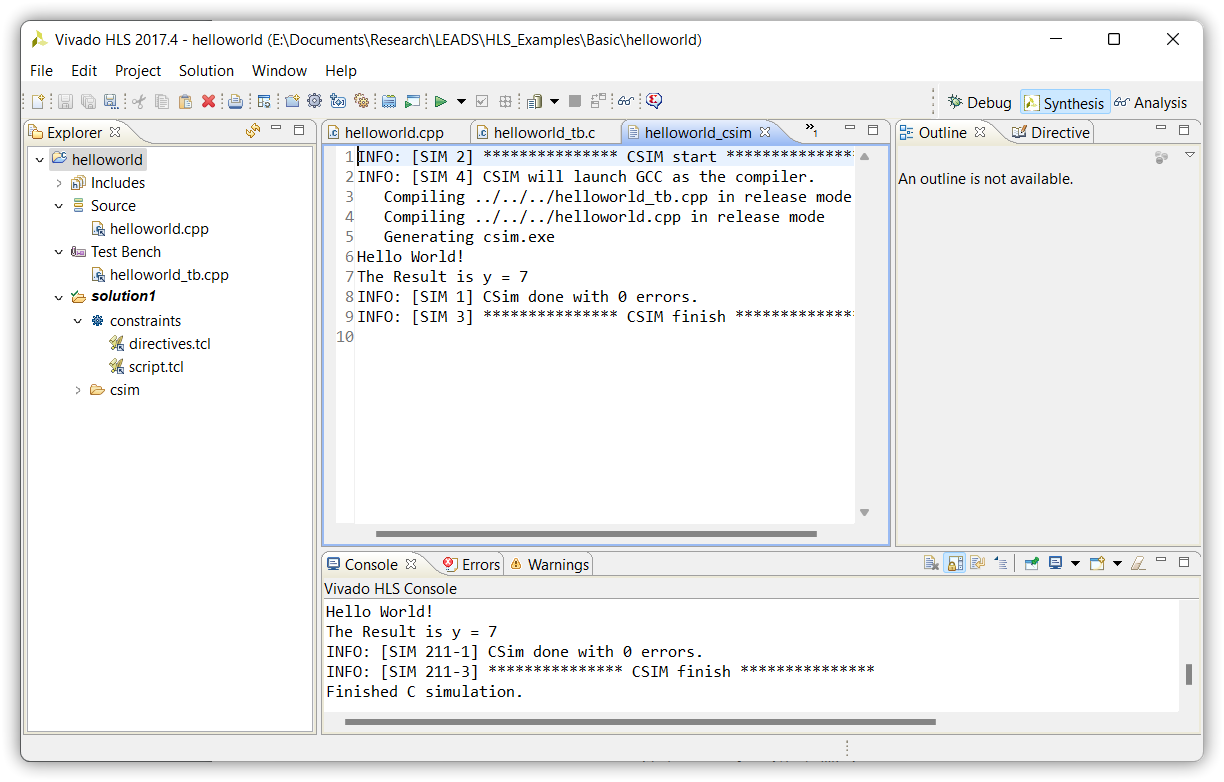 Vivado HLS 2017.4 - helloworld (E:\Documents\Research\LEADS\HLS_Examples\Basic\helloworld)
File Edit Project Solution Window Help
Debug Synthesis Analysis
Explorer
helloworld
Includes
Source
helloworld.cpp
Test Bench
helloworld_tb.cpp
solution1
constraints
directives.tcl
script.tcl
csim
helloworld.cpp helloworld_tb.c helloworld_csim »1
1 INFO: [SIM 2] *************** CSIM start ***************
2 INFO: [SIM 4] CSIM will launch GCC as the compiler.
3 Compiling ../../../helloworld_tb.cpp in release mode
4 Compiling ../../../helloworld.cpp in release mode
5 Generating csim.exe
6 Hello World!
7 The Result is y = 7
8 INFO: [SIM 1] CSim done with 0 errors.
9 INFO: [SIM 3] *************** CSIM finish **************
10
Outline Directive
An outline is not available.
Console Errors Warnings
Vivado HLS Console
Hello World!
The Result is y = 7
INFO: [SIM 211-1] CSim done with 0 errors.
INFO: [SIM 211-3] *************** CSIM finish ***************
Finished C simulation.